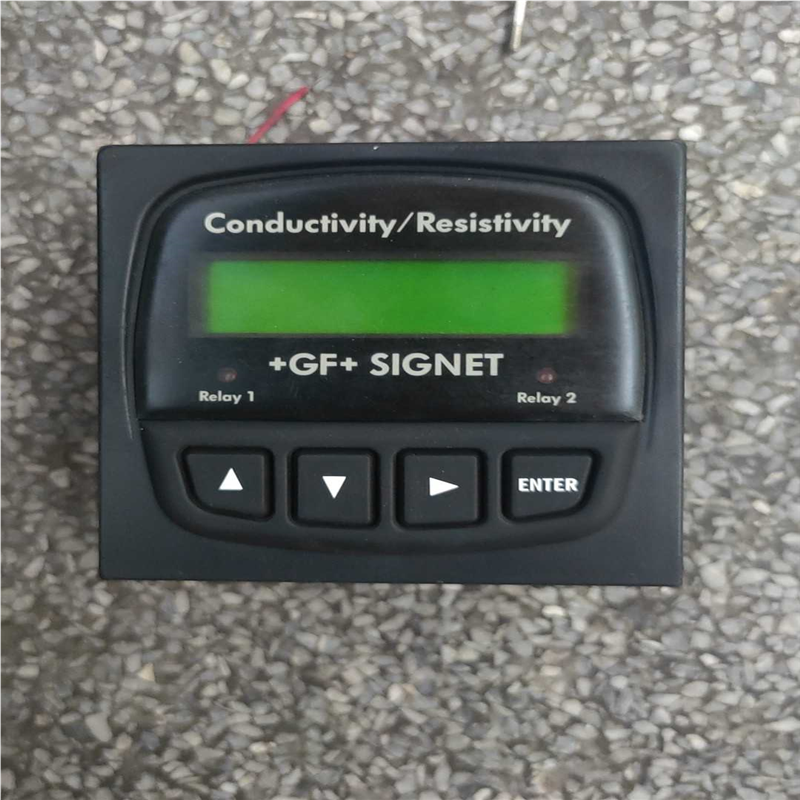 Conductivity/Resistivity
+GF+ SIGNET
Relay 1
Relay 2
ENTER